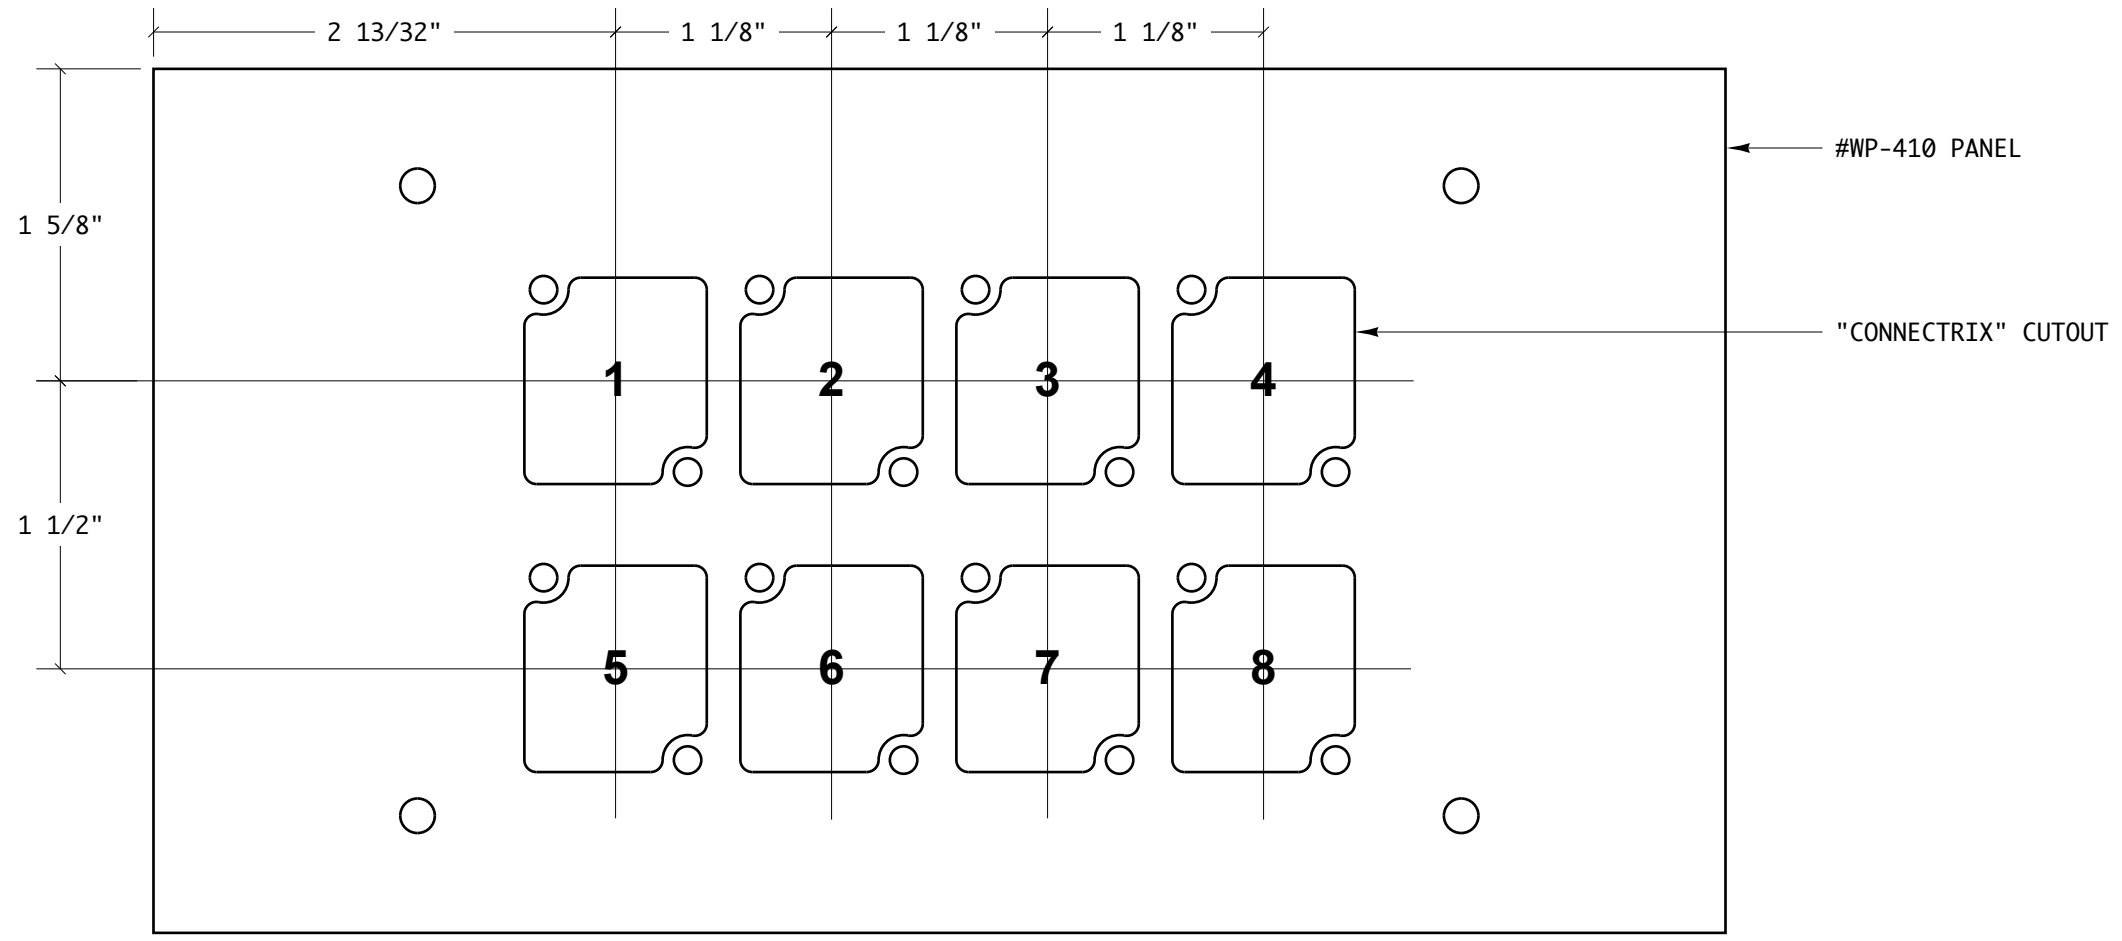 2 13/32" 1 1/8" 1 1/8" 1 1/8"
#WP-410 PANEL
1 5/8"
"CONNECTRIX" CUTOUT
1 2 3 4
1 1/2"
5 6 7 8